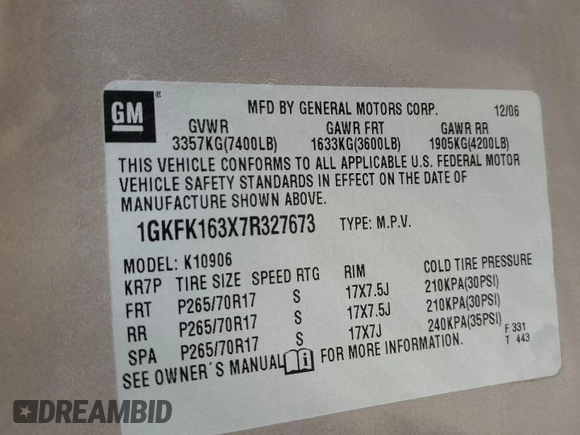 GM ®
MFD BY GENERAL MOTORS CORP. 12/06
GVWR GAWR FRT GAWR RR
3357KG(7400LB) 1633KG(3600LB) 1905KG(4200LB)
THIS VEHICLE CONFORMS TO ALL APPLICABLE U.S. FEDERAL MOTOR
VEHICLE SAFETY STANDARDS IN EFFECT ON THE DATE OF
MANUFACTURE SHOWN ABOVE.
1GKFK163X7R327673 TYPE: M.P.V.
MODEL: K10906
KR7P TIRE SIZE SPEED RTG RIM COLD TIRE PRESSURE
FRT P265/70R17 S 17X7.5J 210KPA(30PSI)
RR P265/70R17 S 17X7.5J 210KPA(30PSI)
SPA P265/70R17 S 17X7J 240KPA(35PSI)
F 331
T 443
SEE OWNER´S MANUAL FOR MORE INFORMATION.
DREAMBID